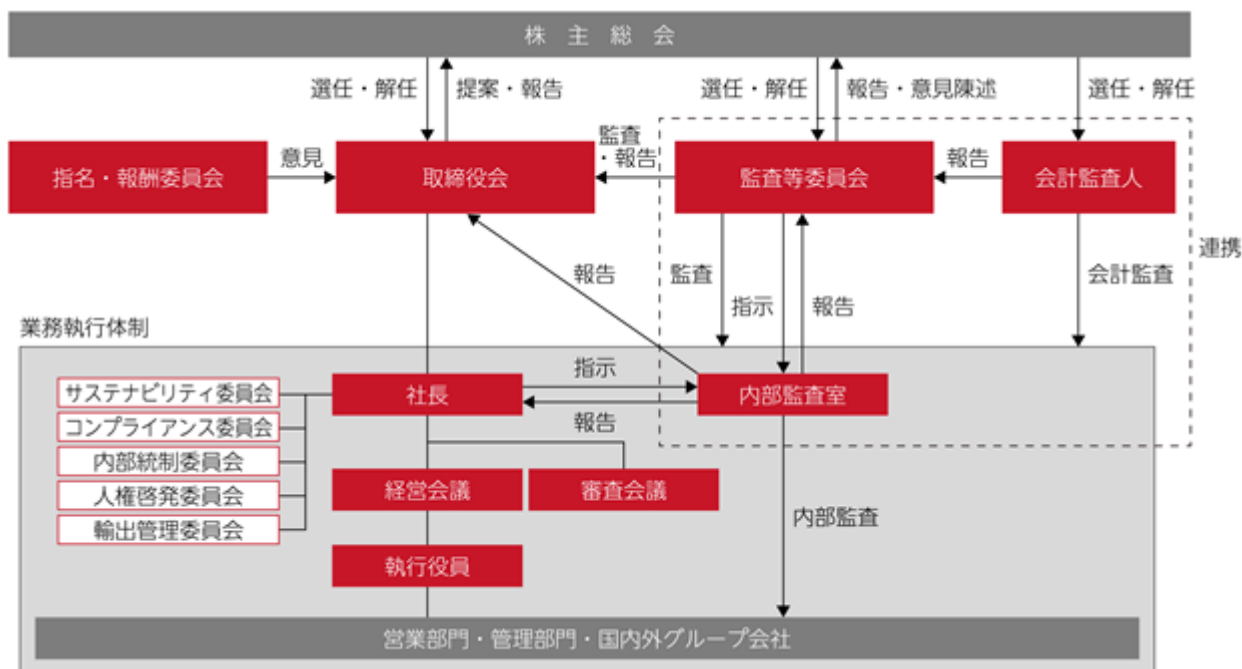 株主総会
選任・解任
提案・報告
選任・解任
報告・意見陳述
選任・解任
指名・報酬委員会
意見
取締役会
監査
・報告
監査等委員会
報告
会計監査人
連携
報告
監査
指示
報告
会計監査
業務執行体制
サステナビリティ委員会
コンプライアンス委員会
内部統制委員会
人権啓発委員会
輸出管理委員会
社長
指示
報告
内部監査室
経営会議
審査会議
内部監査
執行役員
営業部門・管理部門・国内外グループ会社